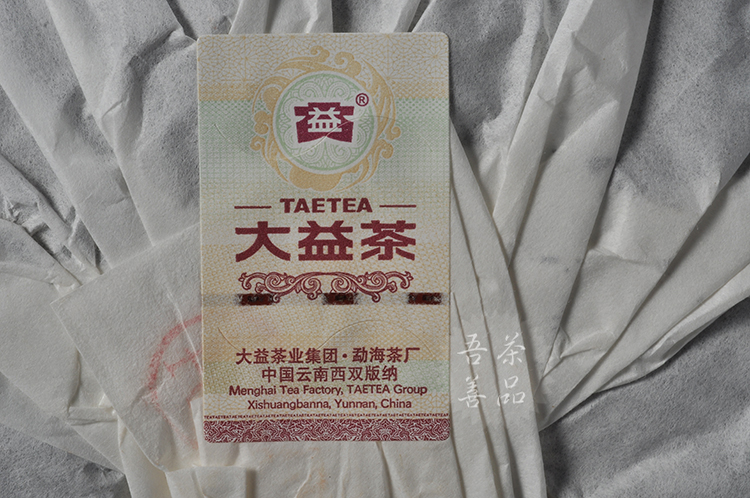 益®
TAETEA
大益茶
大益茶业集团·勐海茶厂
中国云南西双版纳
Menghai Tea Factory, TAETEA Group
Xishuangbanna, Yunnan, China
吾 茶
善 品